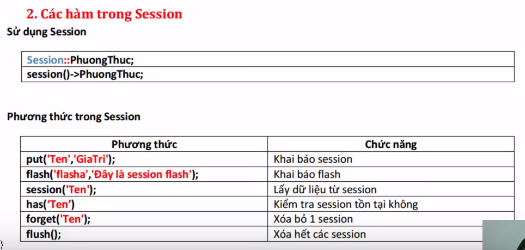 2. Các hàm trong Session
Sử dụng Session
Session::PhuongThuc;
session()->PhuongThuc;
Phương thức trong Session
Phương thức Chức năng
put('Ten','GiaTri'); Khai báo session
flash('flasha','Đây là session flash'); Khai báo flash
session('Ten'); Lấy dữ liệu từ session
has('Ten') Kiểm tra session tồn tại không
forget('Ten'); Xóa bỏ 1 session
flush(); Xóa hết các session